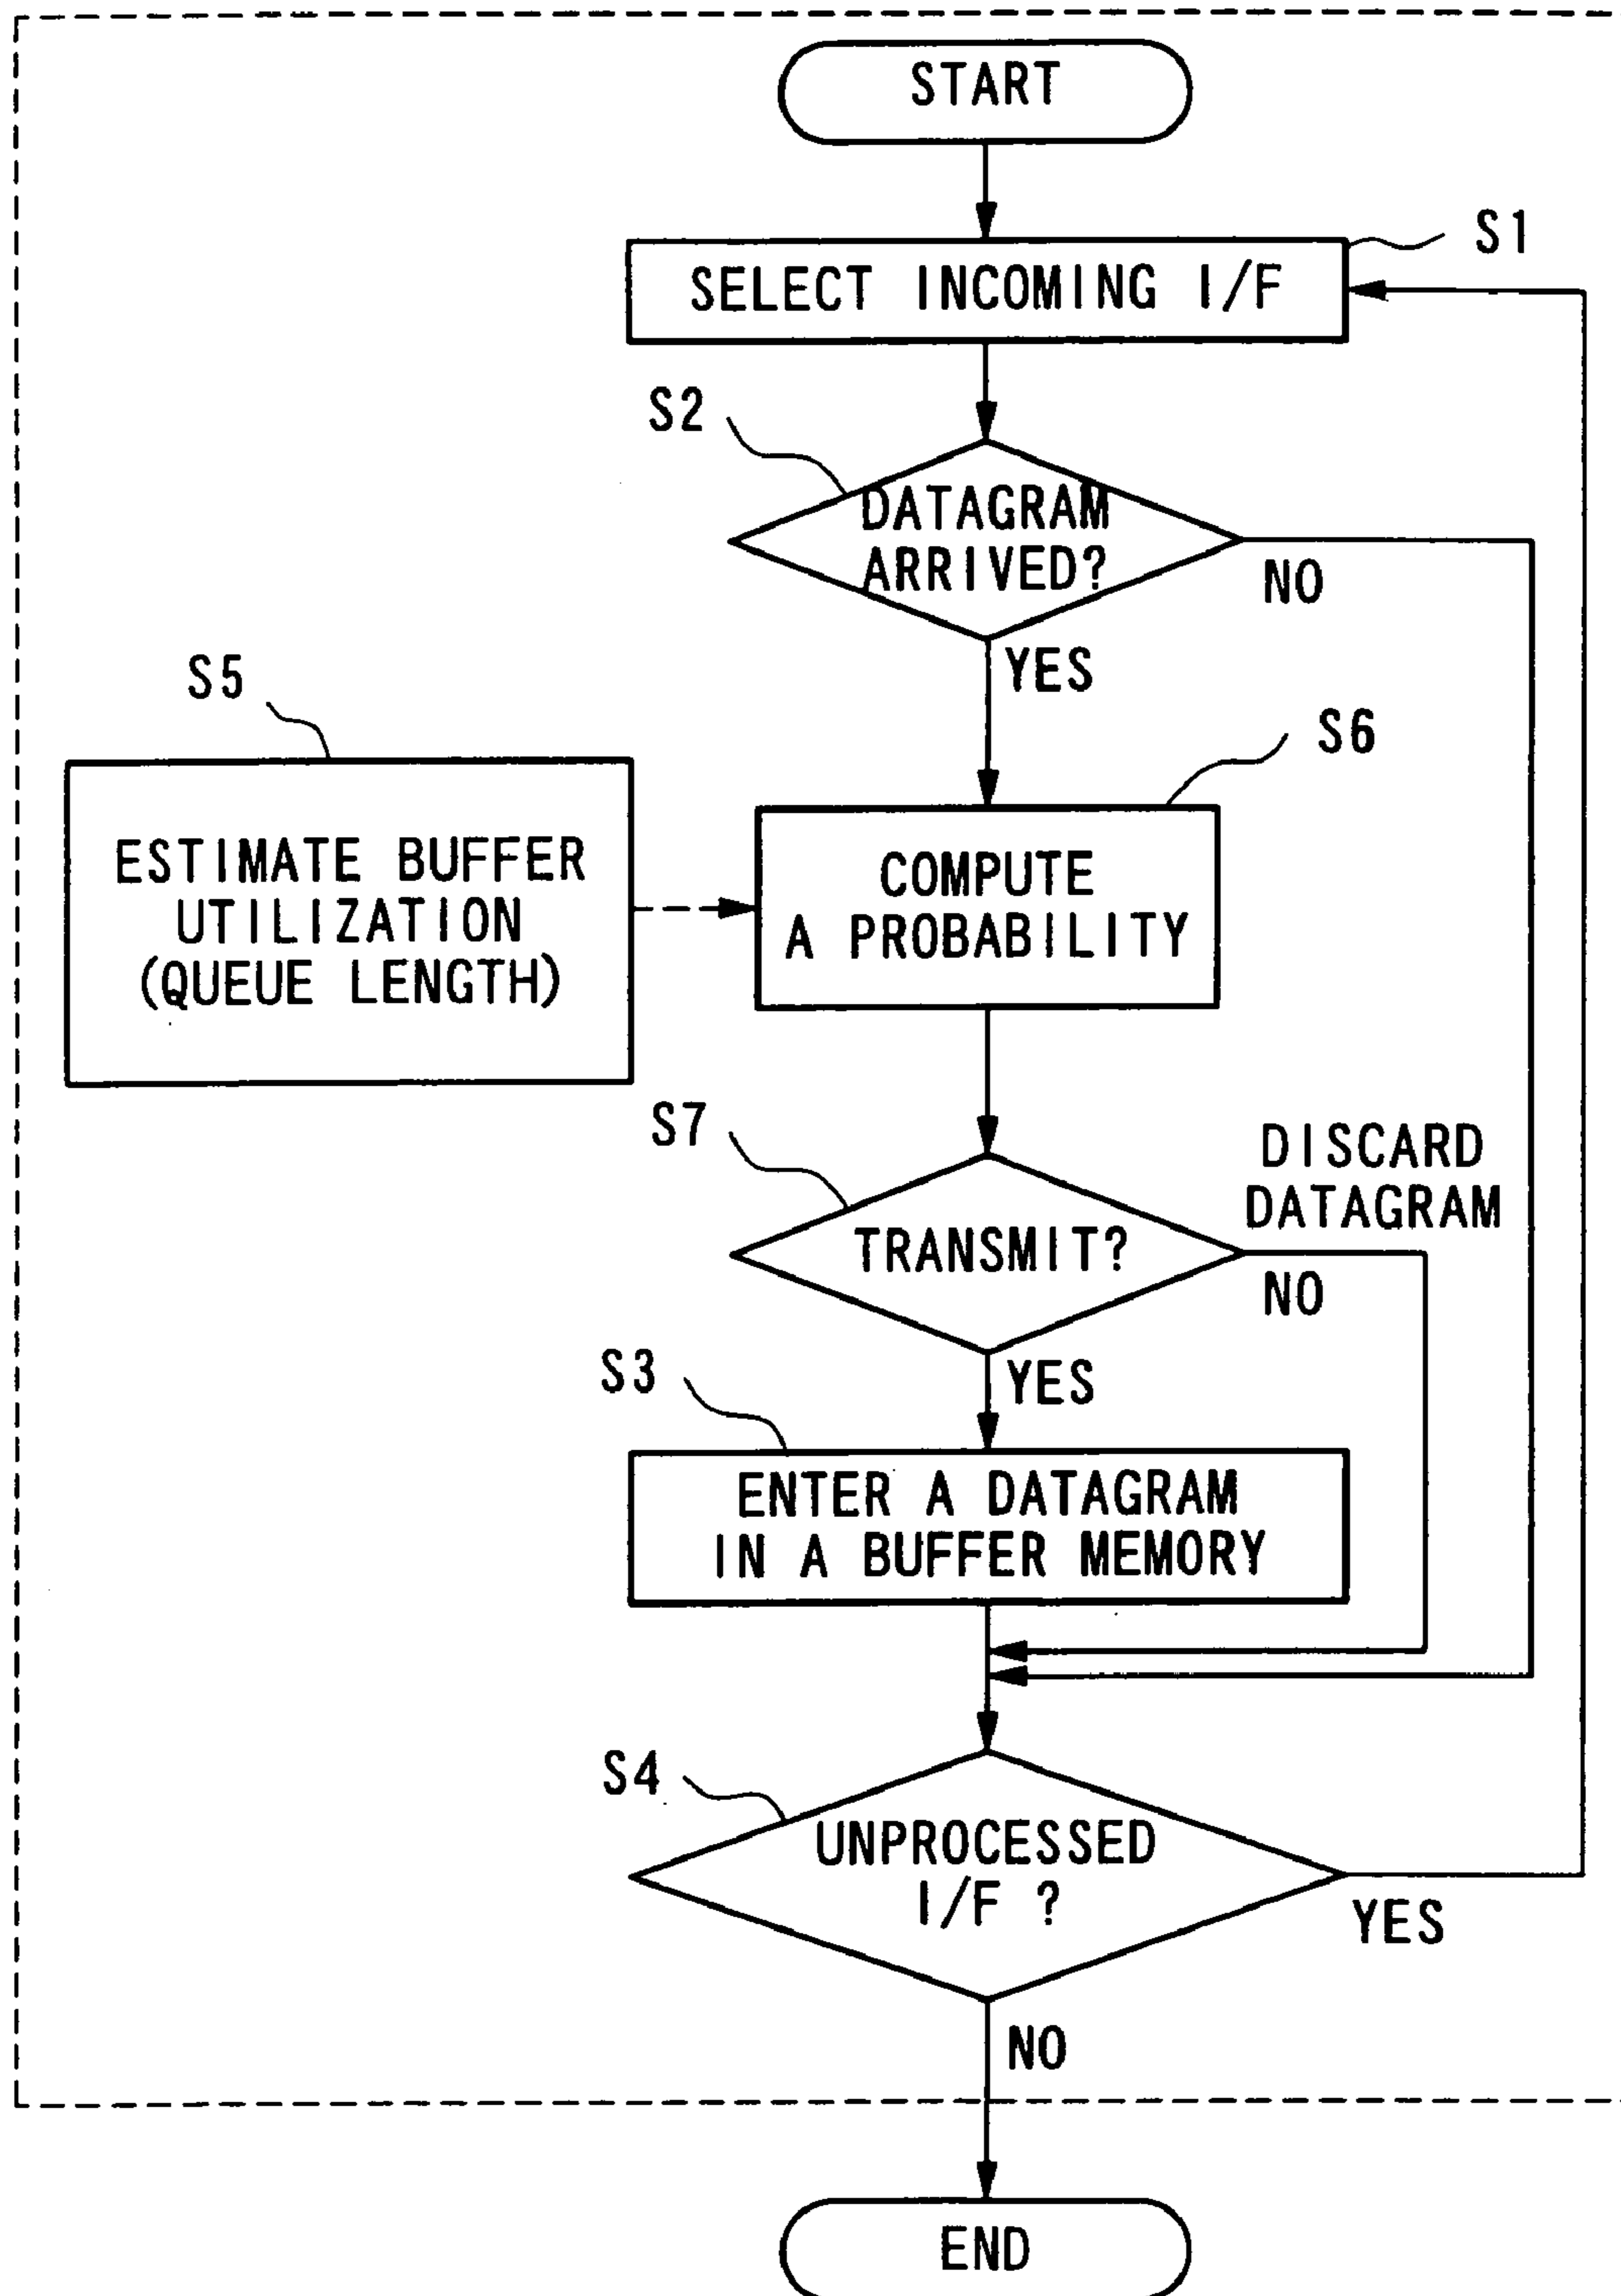 START
S1
SELECT INCOMING I/F
S2
DATAGRAM
ARRIVED?
NO
YES
S5
S6
ESTIMATE BUFFER
UTILIZATION
(QUEUE LENGTH)
COMPUTE
A PROBABILITY
S7
DISCARD
DATAGRAM
TRANSMIT?
NO
YES
S3
ENTER A DATAGRAM
IN A BUFFER MEMORY
S4
UNPROCESSED
I/F ?
YES
NO
END